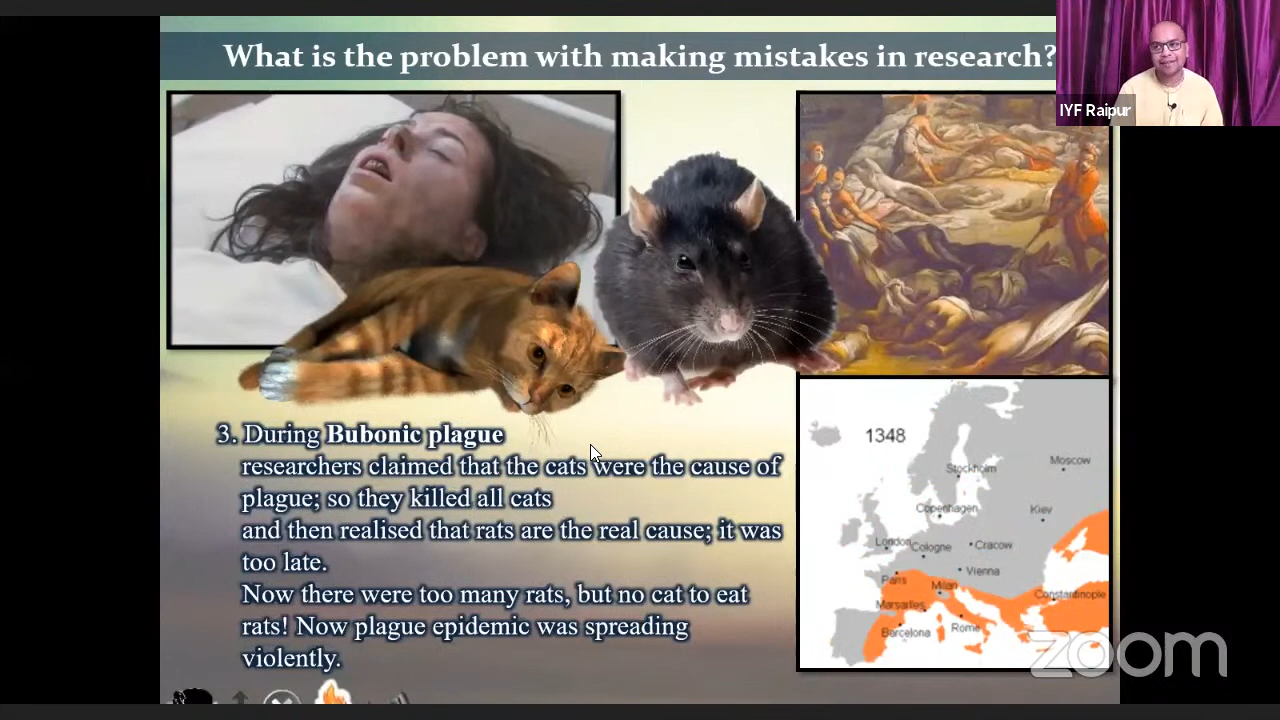 What is the problem with making mistakes in research?
IYF Raipur
3. During Bubonic plague
researchers claimed that the cats were the cause of
plague; so they killed all cats
and then realised that rats are the real cause; it was
too late.
Now there were too many rats, but no cat to eat
rats! Now plague epidemic was spreading
violently.
1348
Stockholm
Moscow
Copenhagen
Kiev
London
Cologne
Cracow
Paris
Vienna
Milan
Constantinople
Marsailles
Barcelona
Rome
zoom